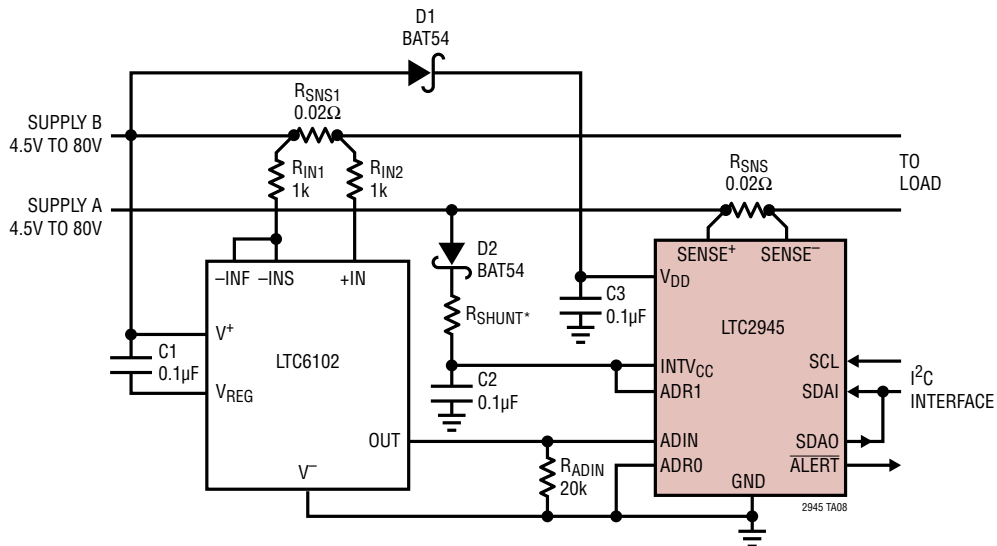 D1
BAT54
SUPPLY B
4.5V TO 80V
RSNS1
0.02Ω
RIN1
1k
RIN2
1k
SUPPLY A
4.5V TO 80V
RSNS
0.02Ω
TO
LOAD
D2
BAT54
RSHUNT*
–INF
–INS
+IN
V+
LTC6102
VREG
OUT
V–
C1
0.1µF
C2
0.1µF
C3
0.1µF
SENSE+
SENSE–
VDD
LTC2945
INTVCC
ADR1
ADIN
ADR0
GND
SCL
SDAI
SDAO
ALERT
I2C
INTERFACE
RADIN
20k
2945 TA08